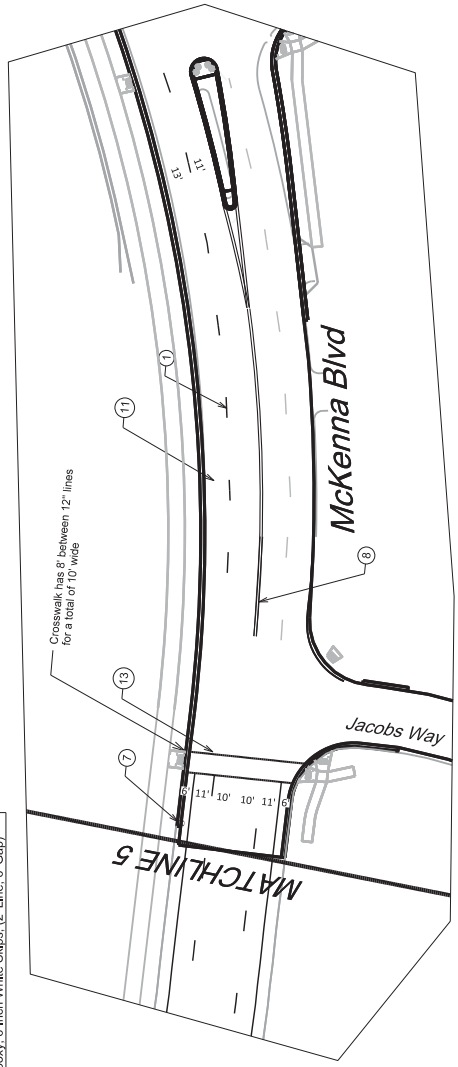 Crosswalk has 8' between 12" lines
for a total of 10' wide
13'
11'
1
11
13
7
8
McKenna Blvd
Jacobs Way
6' 11' 10' 10' 11' 6'
MATCHLINE 5